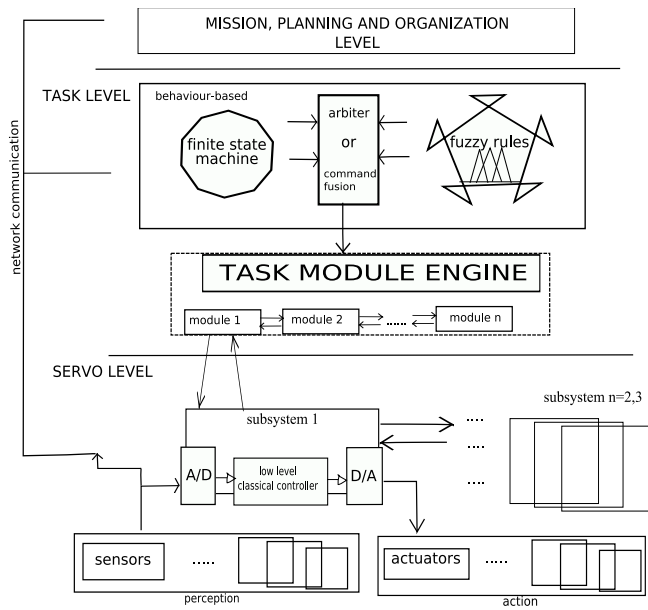 MISSION, PLANNING AND ORGANIZATION
LEVEL
TASK LEVEL
behaviour-based
finite state
machine
arbiter
or
command
fusion
fuzzy rules
network communication
TASK MODULE ENGINE
module 1
module 2
......
module n
SERVO LEVEL
subsystem 1
subsystem n=2,3
....
....
....
A/D
low level
classical controller
D/A
sensors
.....
perception
actuators
.....
action